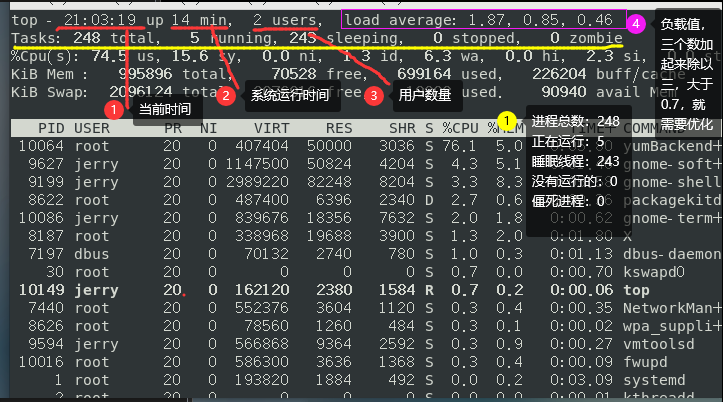 top - 21:03:19 up 14 min, 2 users, load average: 1.87, 0.85, 0.46
Tasks: 248 total, 5 running, 243 sleeping, 0 stopped, 0 zombie
%Cpu(s): 74.5 us, 15.6 sy, 0.0 ni, 1.3 id, 6.3 wa, 0.0 hi, 2.3 si, 0.0 st
KiB Mem : 995896 total, 70528 free, 699164 used, 226204 buff/cache
KiB Swap: 2096124 total, free, used. 90940 avail Mem
4
负载值,
三个数加
起来除以
三,大于
0.7,就
需要优化
1 当前时间
2 系统运行时间
3 用户数量
1
进程总数:248
正在运行:5
睡眠线程:243
没有运行的:0
僵死进程:0
PID USER PR NI VIRT RES SHR S %CPU %MEM TIME+ COMMAND
10064 root 20 0 407404 50000 3036 R 76.1 5.0 yumBackend+
9627 jerry 20 0 1147500 50824 4204 S 4.3 5.1 gnome-soft+
9199 jerry 20 0 2989220 82248 8204 S 3.3 8.3 gnome-shell
8622 root 20 0 487400 6396 2340 D 2.7 0.6 packagekitd
10086 jerry 20 0 839676 18356 7632 S 2.0 1.8 0:00.62 gnome-term+
8187 root 20 0 338968 19688 3900 S 1.3 2.0 0:01.80 X
7197 dbus 20 0 70132 2740 780 S 1.0 0.3 0:01.13 dbus-daemon
30 root 20 0 0 0 0 S 0.7 0.0 0:00.70 kswapd0
10149 jerry 20 0 162120 2380 1584 R 0.7 0.2 0:00.06 top
7440 root 20 0 552376 3604 1120 S 0.3 0.4 0:00.35 NetworkMan+
8626 root 20 0 78560 1260 484 S 0.3 0.1 0:00.02 wpa_suppli+
9594 jerry 20 0 566868 9364 2592 S 0.3 0.9 0:00.27 vmtoolsd
10016 root 20 0 586300 3636 1368 S 0.3 0.4 0:00.09 fwupd
1 root 20 0 193820 1884 492 S 0.0 0.2 0:03.09 systemd
2 root 20 0 0 0 0 S 0.0 0.0 0:00.01 kthreadd